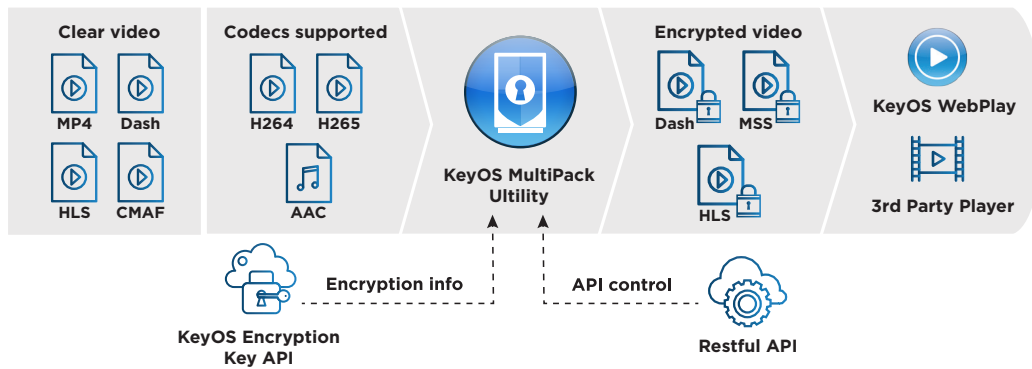 Clear video
MP4
Dash
HLS
CMAF
Codecs supported
H264
H265
AAC
KeyOS MultiPack
Ultility
Encrypted video
Dash
MSS
HLS
KeyOS WebPlay
3rd Party Player
Encryption info
API control
KeyOS Encryption
Key API
Restful API